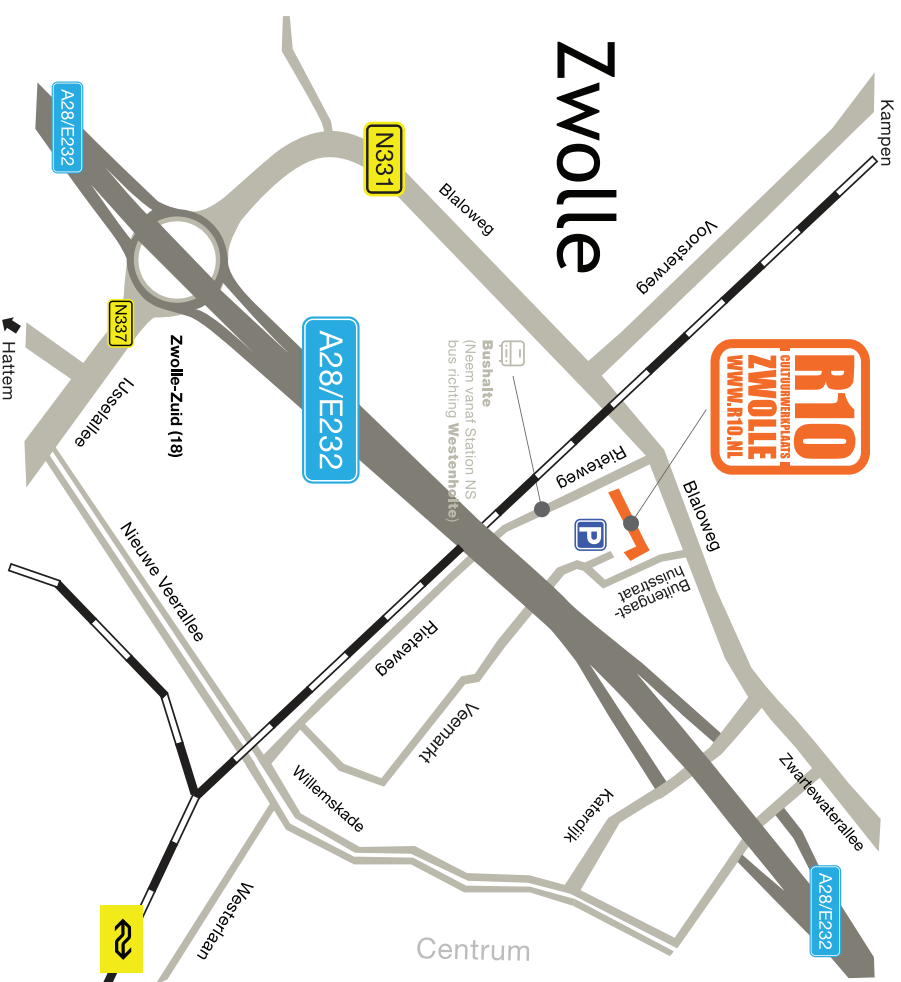 Zwolle
Kampen
A28/E232
N331
Blaloweg
Voorsterweg
N337
Zwolle-Zuid (18)
Hattem
IJsselallee
A28/E232
Bushalte
(Neem vanaf Station NS
bus richting Westenholte)
R10
CULTUURWERKPLAATS
ZWOLLE
WWW.R10.NL
Rieteweg
Blaloweg
P
Buitengast-
huisstraat
Nieuwe Veerallee
Rieteweg
Veemarkt
Willemskade
Katerdijk
Zwartewaterallee
Westerlaan
A28/E232
Centrum